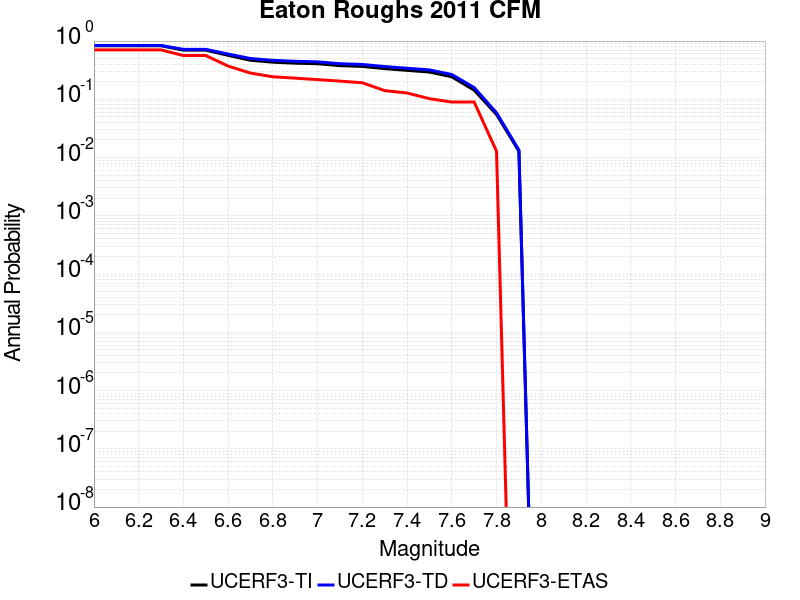 Eaton Roughs 2011 CFM
10^0
10^-1
10^-2
10^-3
10^-4
10^-5
10^-6
10^-7
10^-8
Annual Probability
6 6.2 6.4 6.6 6.8 7 7.2 7.4 7.6 7.8 8 8.2 8.4 8.6 8.8 9
Magnitude
UCERF3-TI UCERF3-TD UCERF3-ETAS